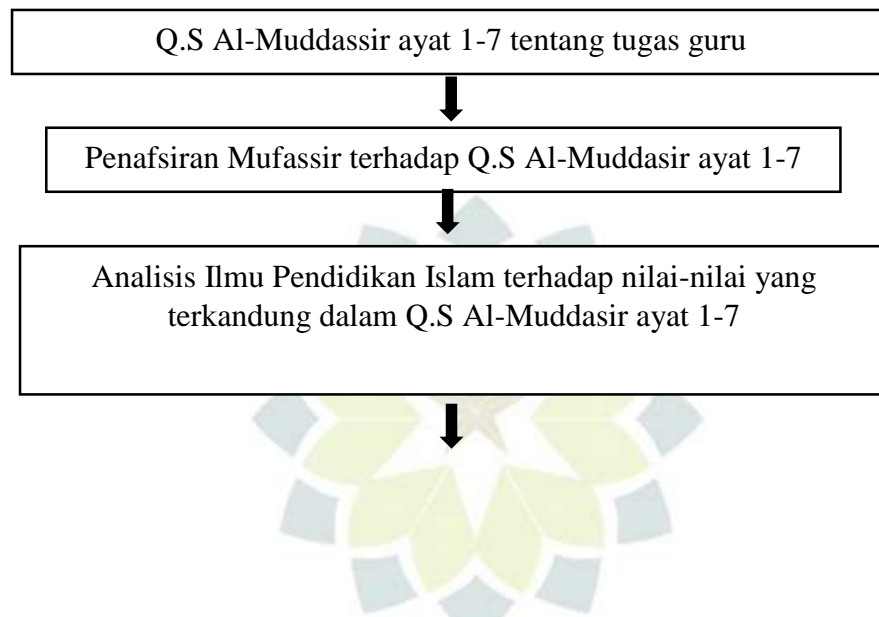 Q.S Al-Muddassir ayat 1-7 tentang tugas guru
Penafsiran Mufassir terhadap Q.S Al-Muddasir ayat 1-7
Analisis Ilmu Pendidikan Islam terhadap nilai-nilai yang
terkandung dalam Q.S Al-Muddasir ayat 1-7